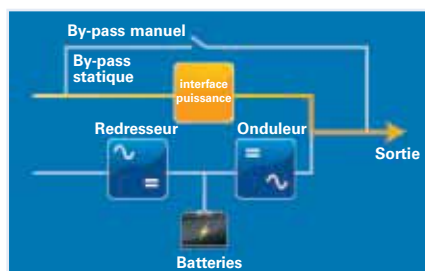 By-pass manuel
By-pass
statique
interface
puissance
Redresseur
Onduleur
Sortie
Batteries